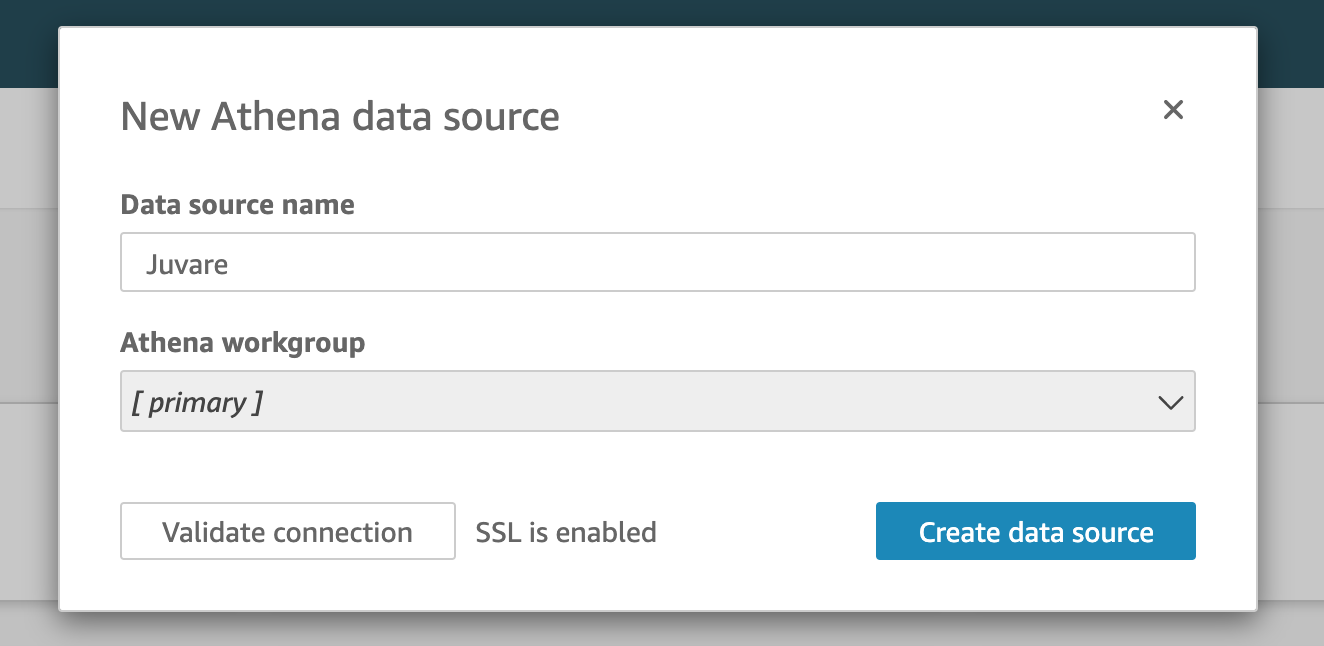 New Athena data source
Data source name
Juvare
Athena workgroup
[ primary ]
Validate connection SSL is enabled Create data source